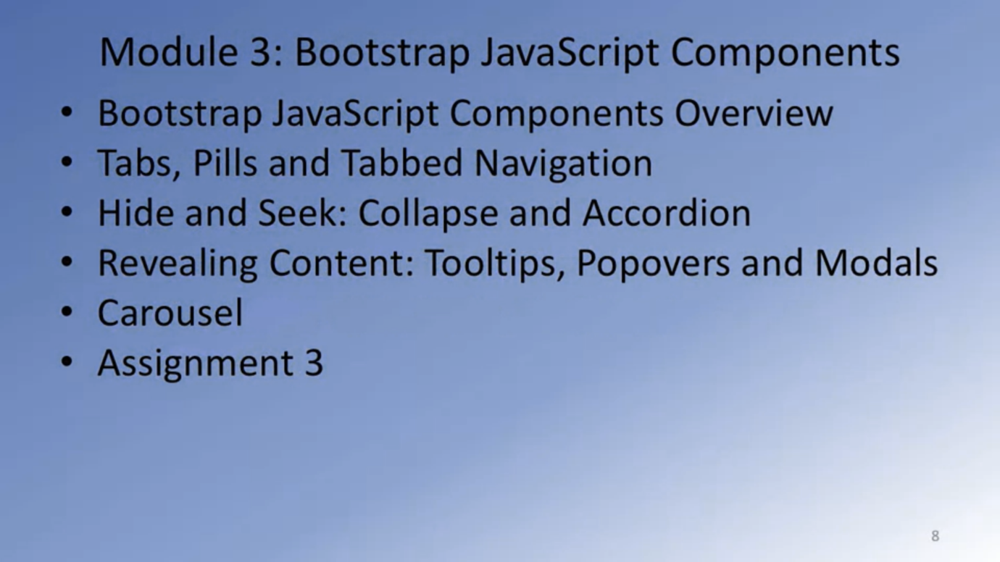 Module 3: Bootstrap JavaScript Components
• Bootstrap JavaScript Components Overview
• Tabs, Pills and Tabbed Navigation
• Hide and Seek: Collapse and Accordion
• Revealing Content: Tooltips, Popovers and Modals
• Carousel
• Assignment 3
8